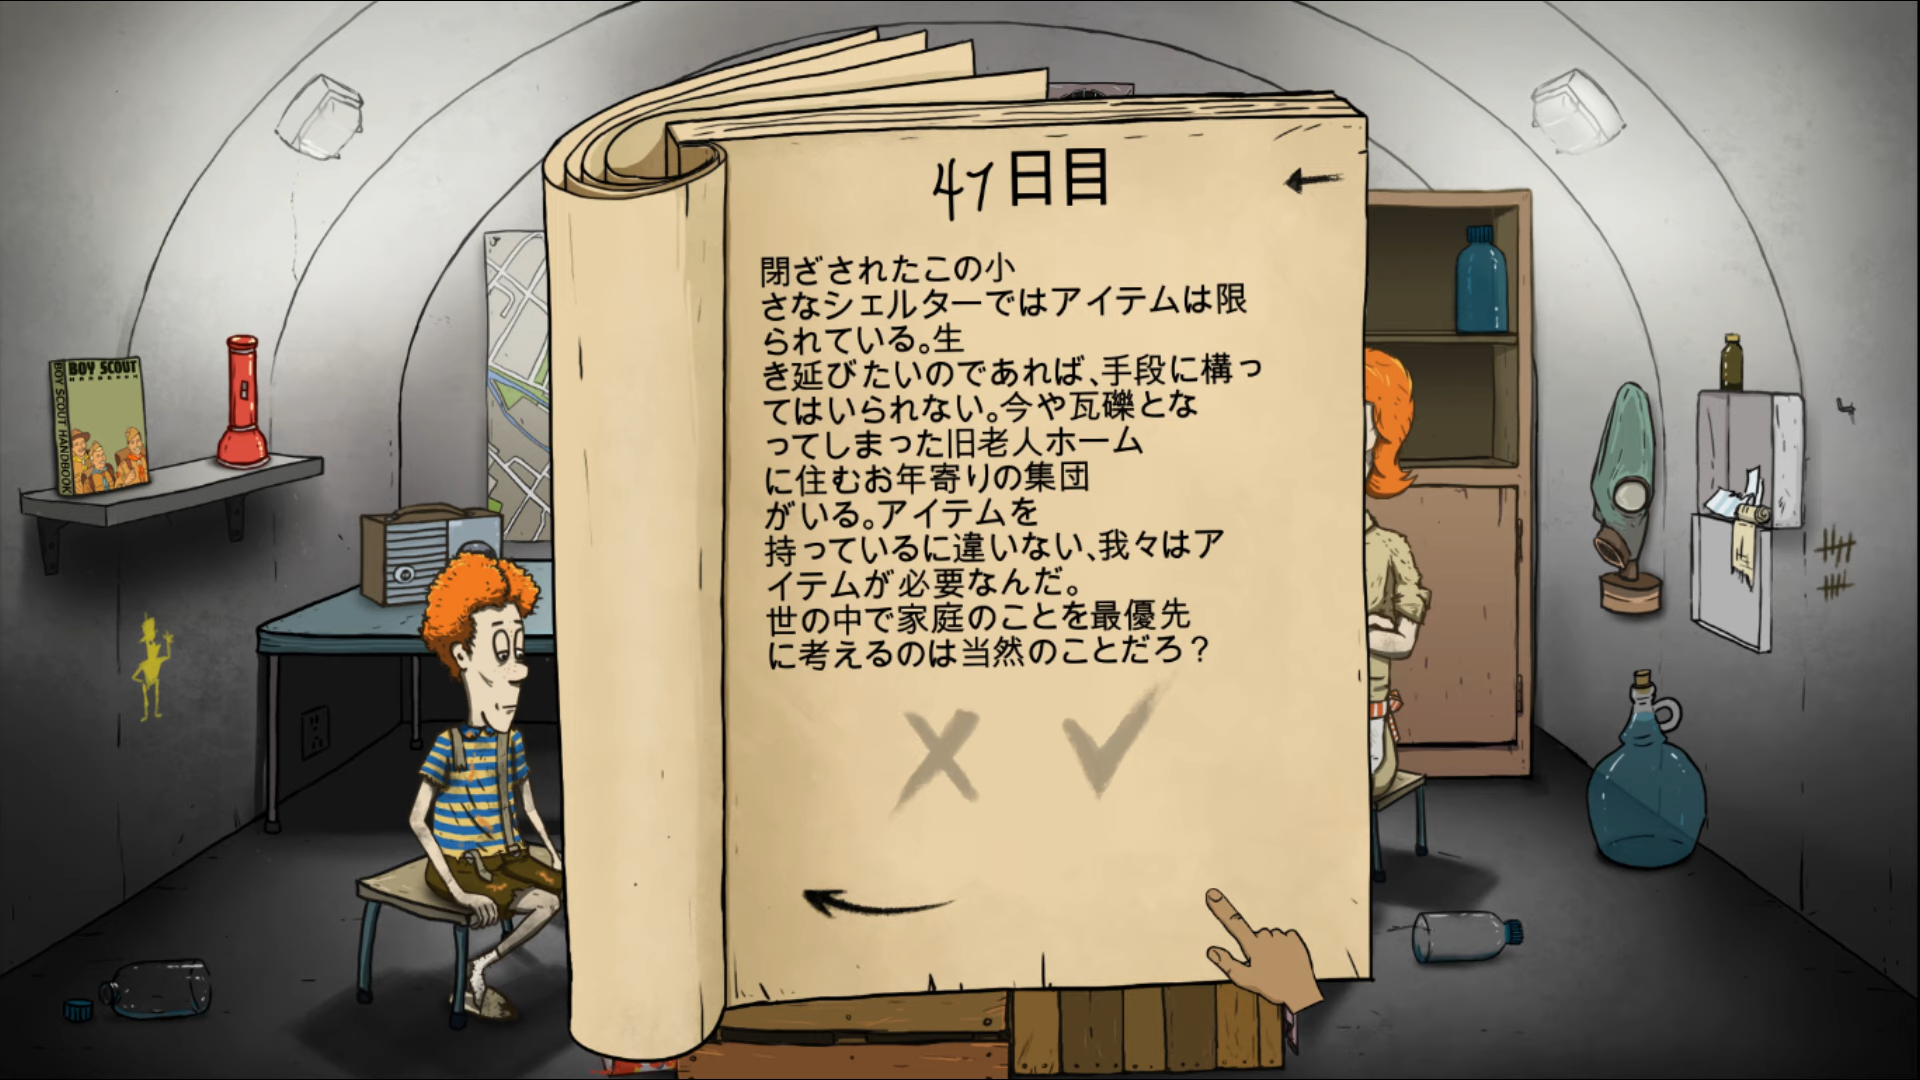 41日目
閉ざされたこの小
さなシェルターではアイテムは限
られている。生
き延びたいのであれば、手段に構っ
てはいられない。今や瓦礫とな
ってしまった旧老人ホーム
に住むお年寄りの集団
がいる。アイテムを
持っているに違いない、我々はア
イテムが必要なんだ。
世の中で家庭のことを最優先
に考えるのは当然のことだろ？
BOY SCOUT
HANDBOOK
BOY SCOUT HANDBOOK